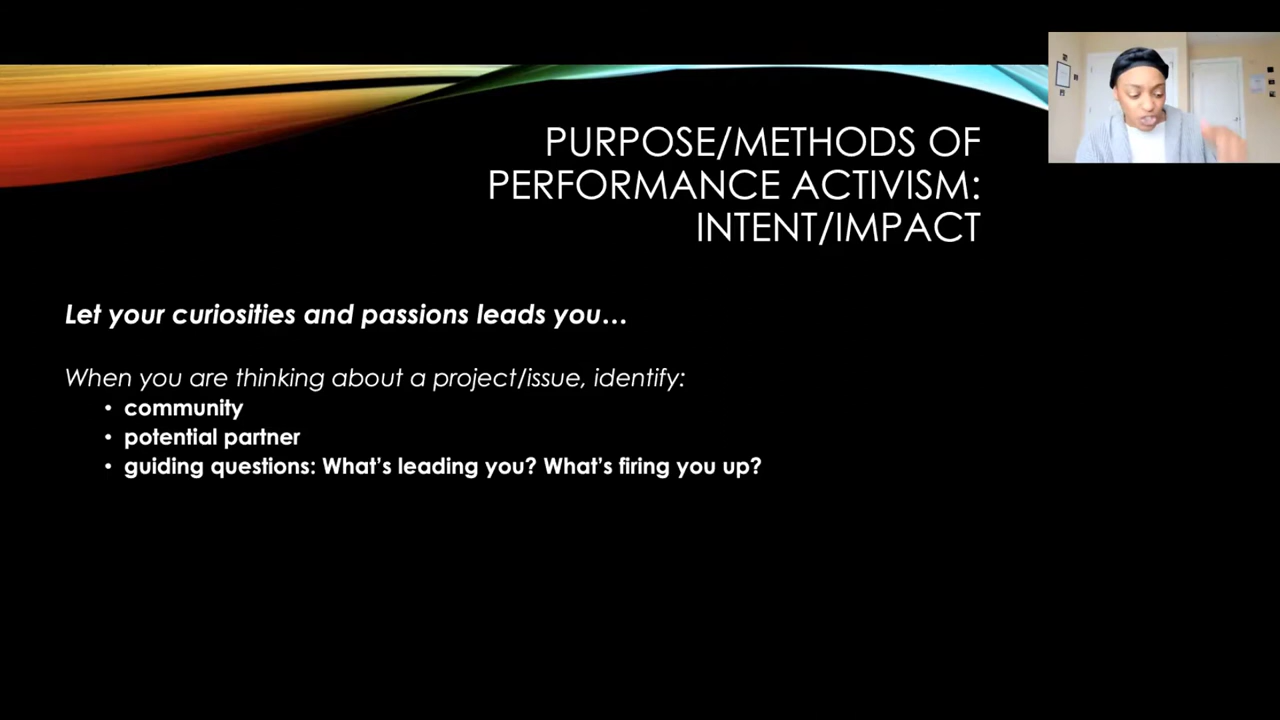 PURPOSE/METHODS OF
PERFORMANCE ACTIVISM:
INTENT/IMPACT
Let your curiosities and passions leads you…
When you are thinking about a project/issue, identify:
• community
• potential partner
• guiding questions: What's leading you? What's firing you up?